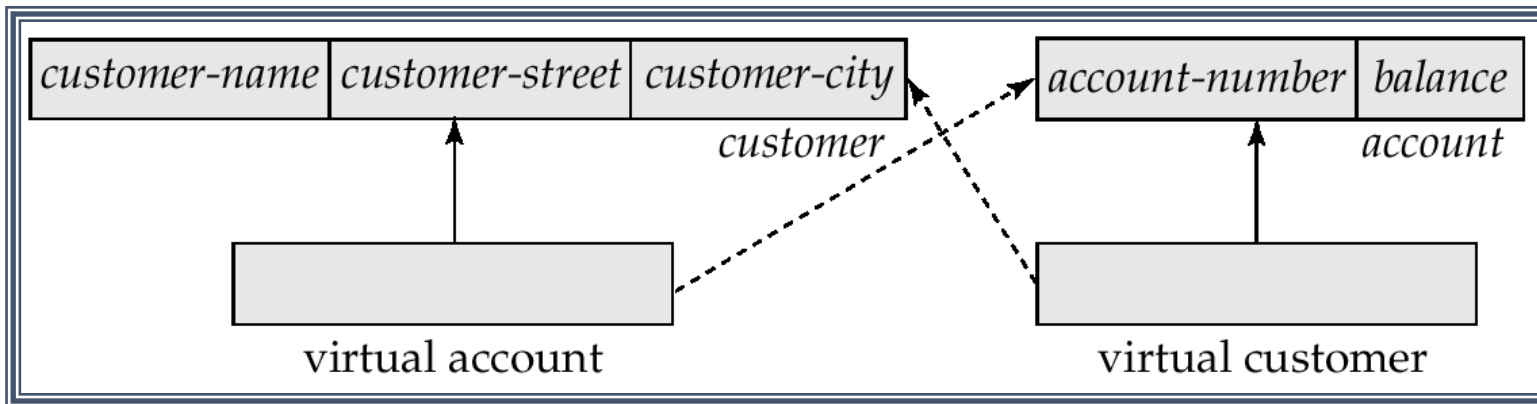 customer-name customer-street customer-city account-number balance
customer account
virtual account virtual customer